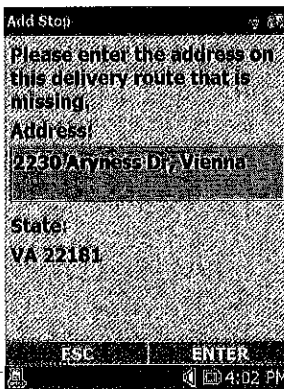 Add Stop
Please enter the address on
this delivery route that is
missing.
Address:
2230 Aryness Dr, Vienna
State:
VA 22181
ESC ENTER
4:02 PM